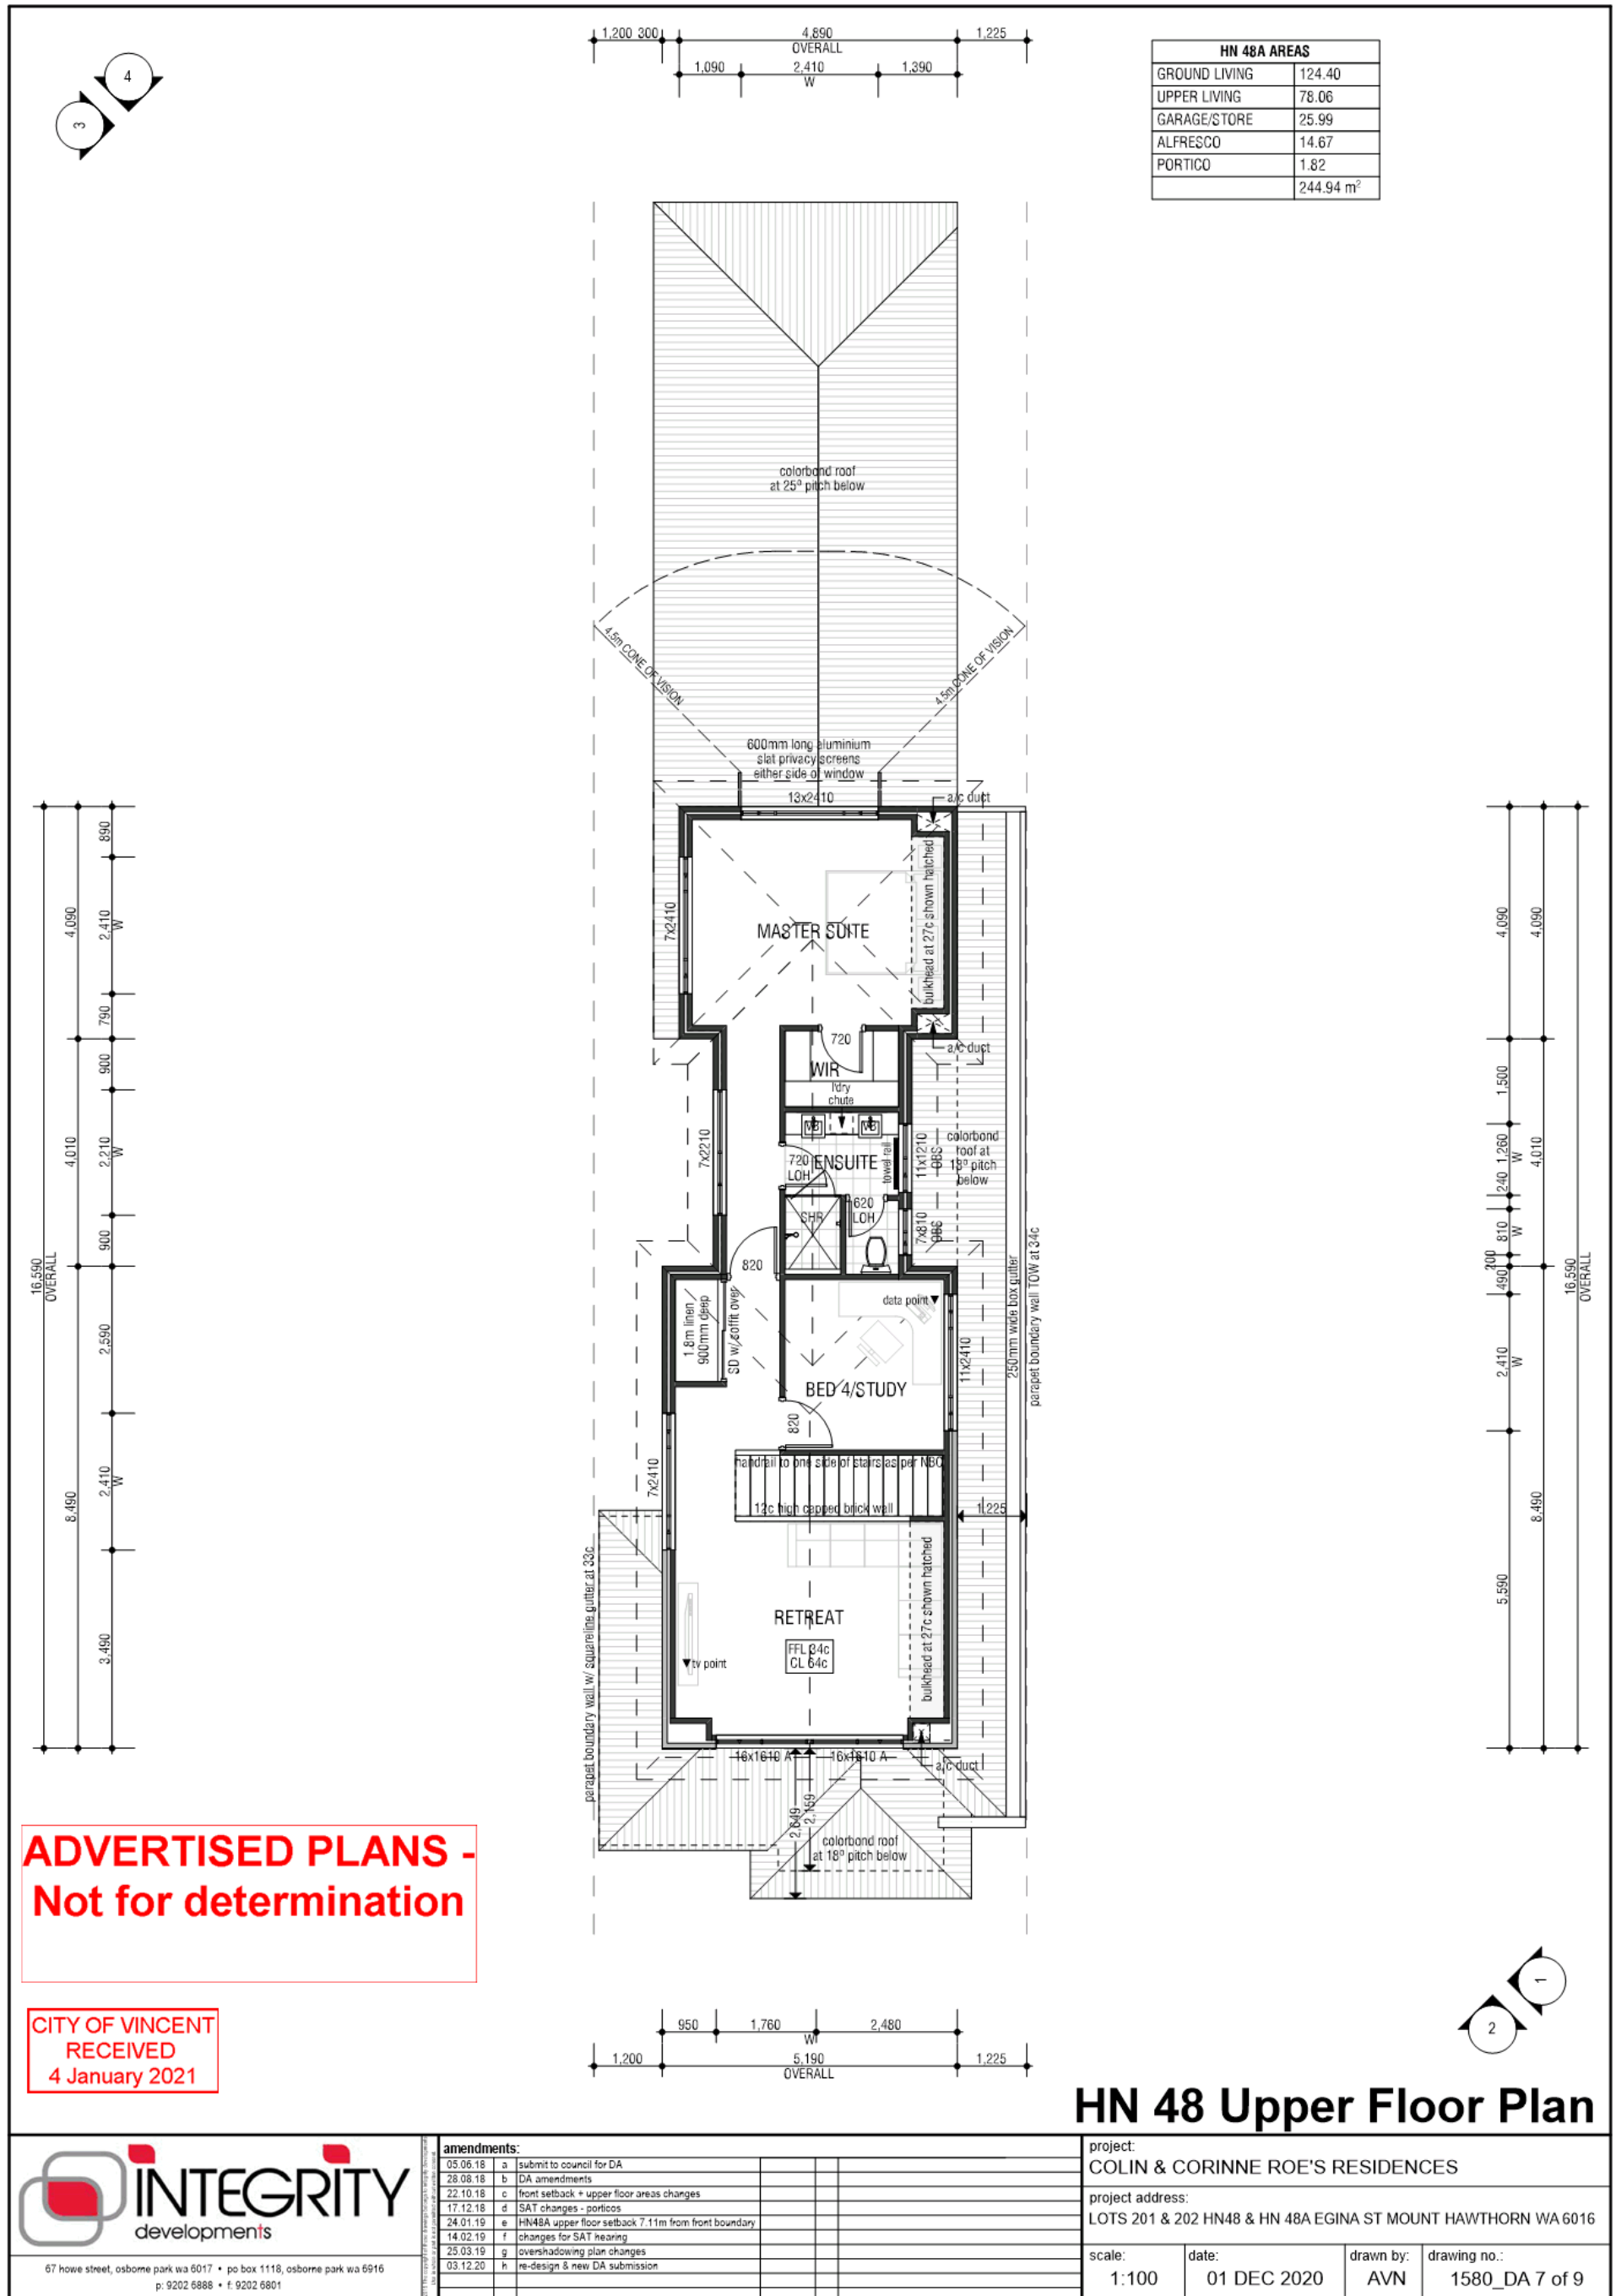 1,200 300 4,890 1,225
OVERALL
1,090 2,410 1,390
W
4
3
HN 48A AREAS
GROUND LIVING 124.40
UPPER LIVING 78.06
GARAGE/STORE 25.99
ALFRESCO 14.67
PORTICO 1.82
244.94 m²
colorbond roof
at 25º pitch below
4.5m CONE OF VISION
4.5m CONE OF VISION
600mm long aluminium
slat privacy screens
either side of window
13x2410
a/c duct
7x2410
MASTER SUITE
bulkhead at 27c shown hatched
720
a/c duct
WIR
l'dry
chute
VB
VB
7x2210
720
LOH
ENSUITE
towel rail
11x1210
OBS
colorbond
roof at
18º pitch
below
620
LOH
SHR
7x810
OBS
820
1.8m linen
900mm deep
SD w/ soffit over
data point
11x2410
250mm wide box gutter
parapet boundary wall TOW at 34c
BED 4/STUDY
820
7x2410
handrail to one side of stairs as per NBC
12c high capped brick wall
1,225
parapet boundary wall w/ squareline gutter at 33c
RETREAT
FFL 34c
CL 64c
tv point
bulkhead at 27c shown hatched
16x1610 A
16x1610 A
a/c duct
2,649
2,159
colorbond roof
at 18º pitch below
16,590
OVERALL
4,090
4,010
8,490
890
2,410
W
790
900
2,210
W
900
2,590
2,410
W
3,490
4,090
1,500
1,260
W
240
810
W
200
490
2,410
W
5,590
4,090
4,010
8,490
16,590
OVERALL
ADVERTISED PLANS -
Not for determination
CITY OF VINCENT
RECEIVED
4 January 2021
950 1,760 2,480
W
1,200 5,190 1,225
OVERALL
1
2
HN 48 Upper Floor Plan
INTEGRITY
developments
67 howe street, osborne park wa 6017 • po box 1118, osborne park wa 6916
p: 9202 6888 • f: 9202 6801
amendments:
05.06.18 a submit to council for DA
28.08.18 b DA amendments
22.10.18 c front setback + upper floor areas changes
17.12.18 d SAT changes - porticos
24.01.19 e HN48A upper floor setback 7.11m from front boundary
14.02.19 f changes for SAT hearing
25.03.19 g overshadowing plan changes
03.12.20 h re-design & new DA submission
project:
COLIN & CORINNE ROE'S RESIDENCES
project address:
LOTS 201 & 202 HN48 & HN 48A EGINA ST MOUNT HAWTHORN WA 6016
scale:
1:100
date:
01 DEC 2020
drawn by:
AVN
drawing no.:
1580_DA 7 of 9